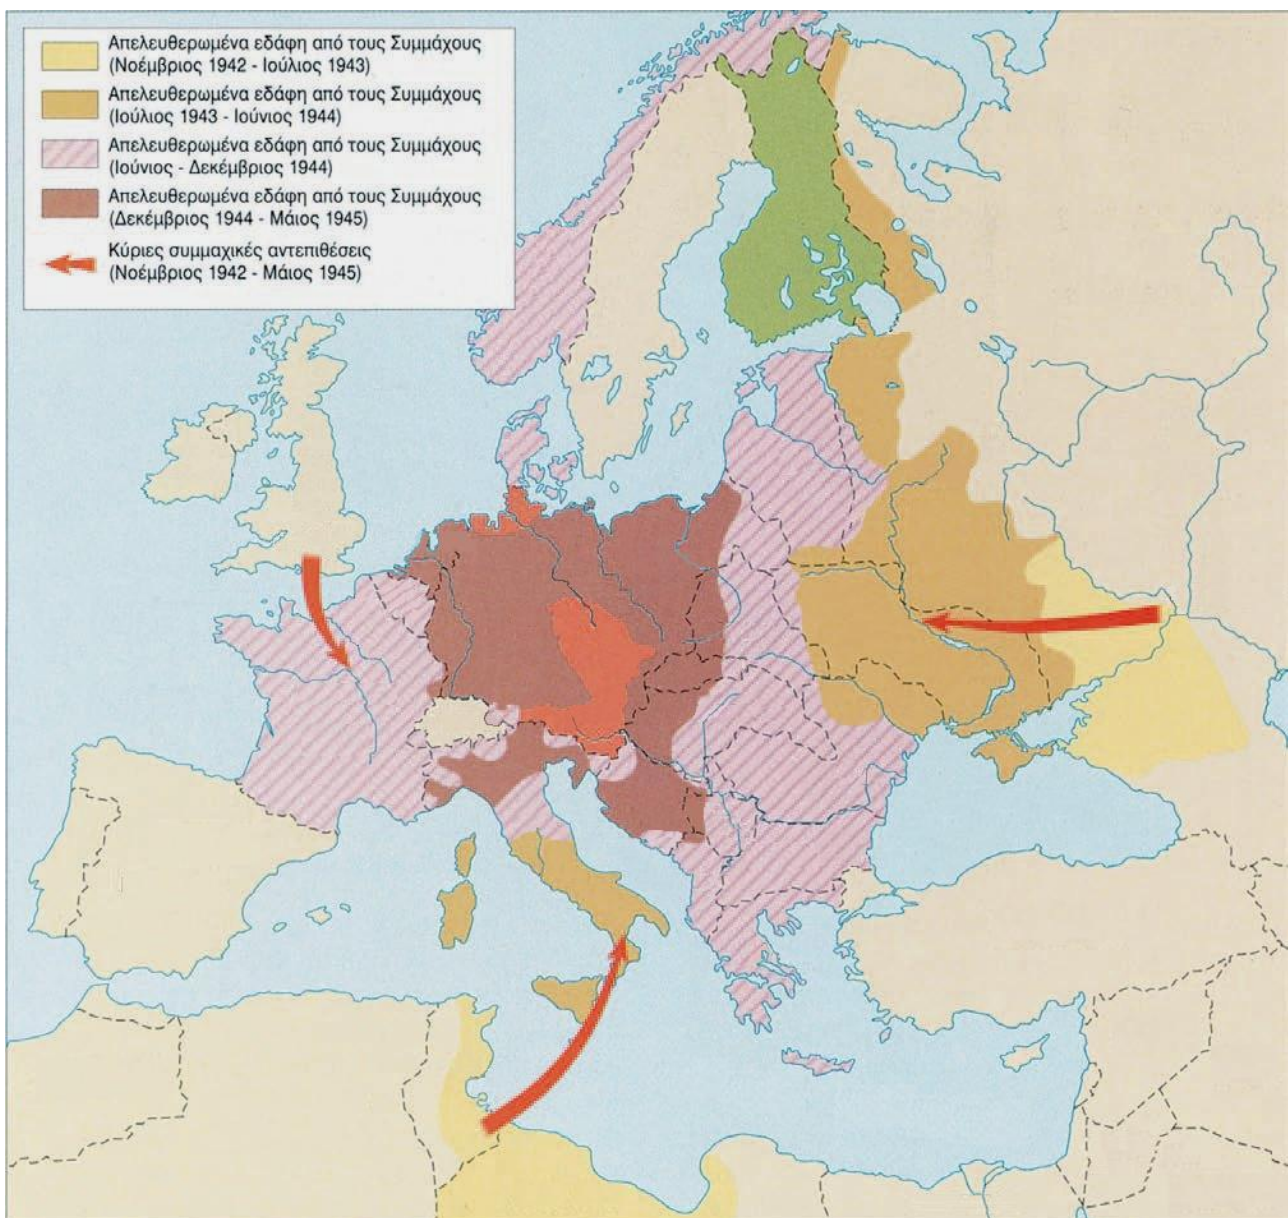 Απελευθερωμένα εδάφη από τους Συμμάχους
(Νοέμβριος 1942 - Ιούλιος 1943)
Απελευθερωμένα εδάφη από τους Συμμάχους
(Ιούλιος 1943 - Ιούνιος 1944)
Απελευθερωμένα εδάφη από τους Συμμάχους
(Ιούνιος - Δεκέμβριος 1944)
Απελευθερωμένα εδάφη από τους Συμμάχους
(Δεκέμβριος 1944 - Μάιος 1945)
Κύριες συμμαχικές αντεπιθέσεις
(Νοέμβριος 1942 - Μάιος 1945)